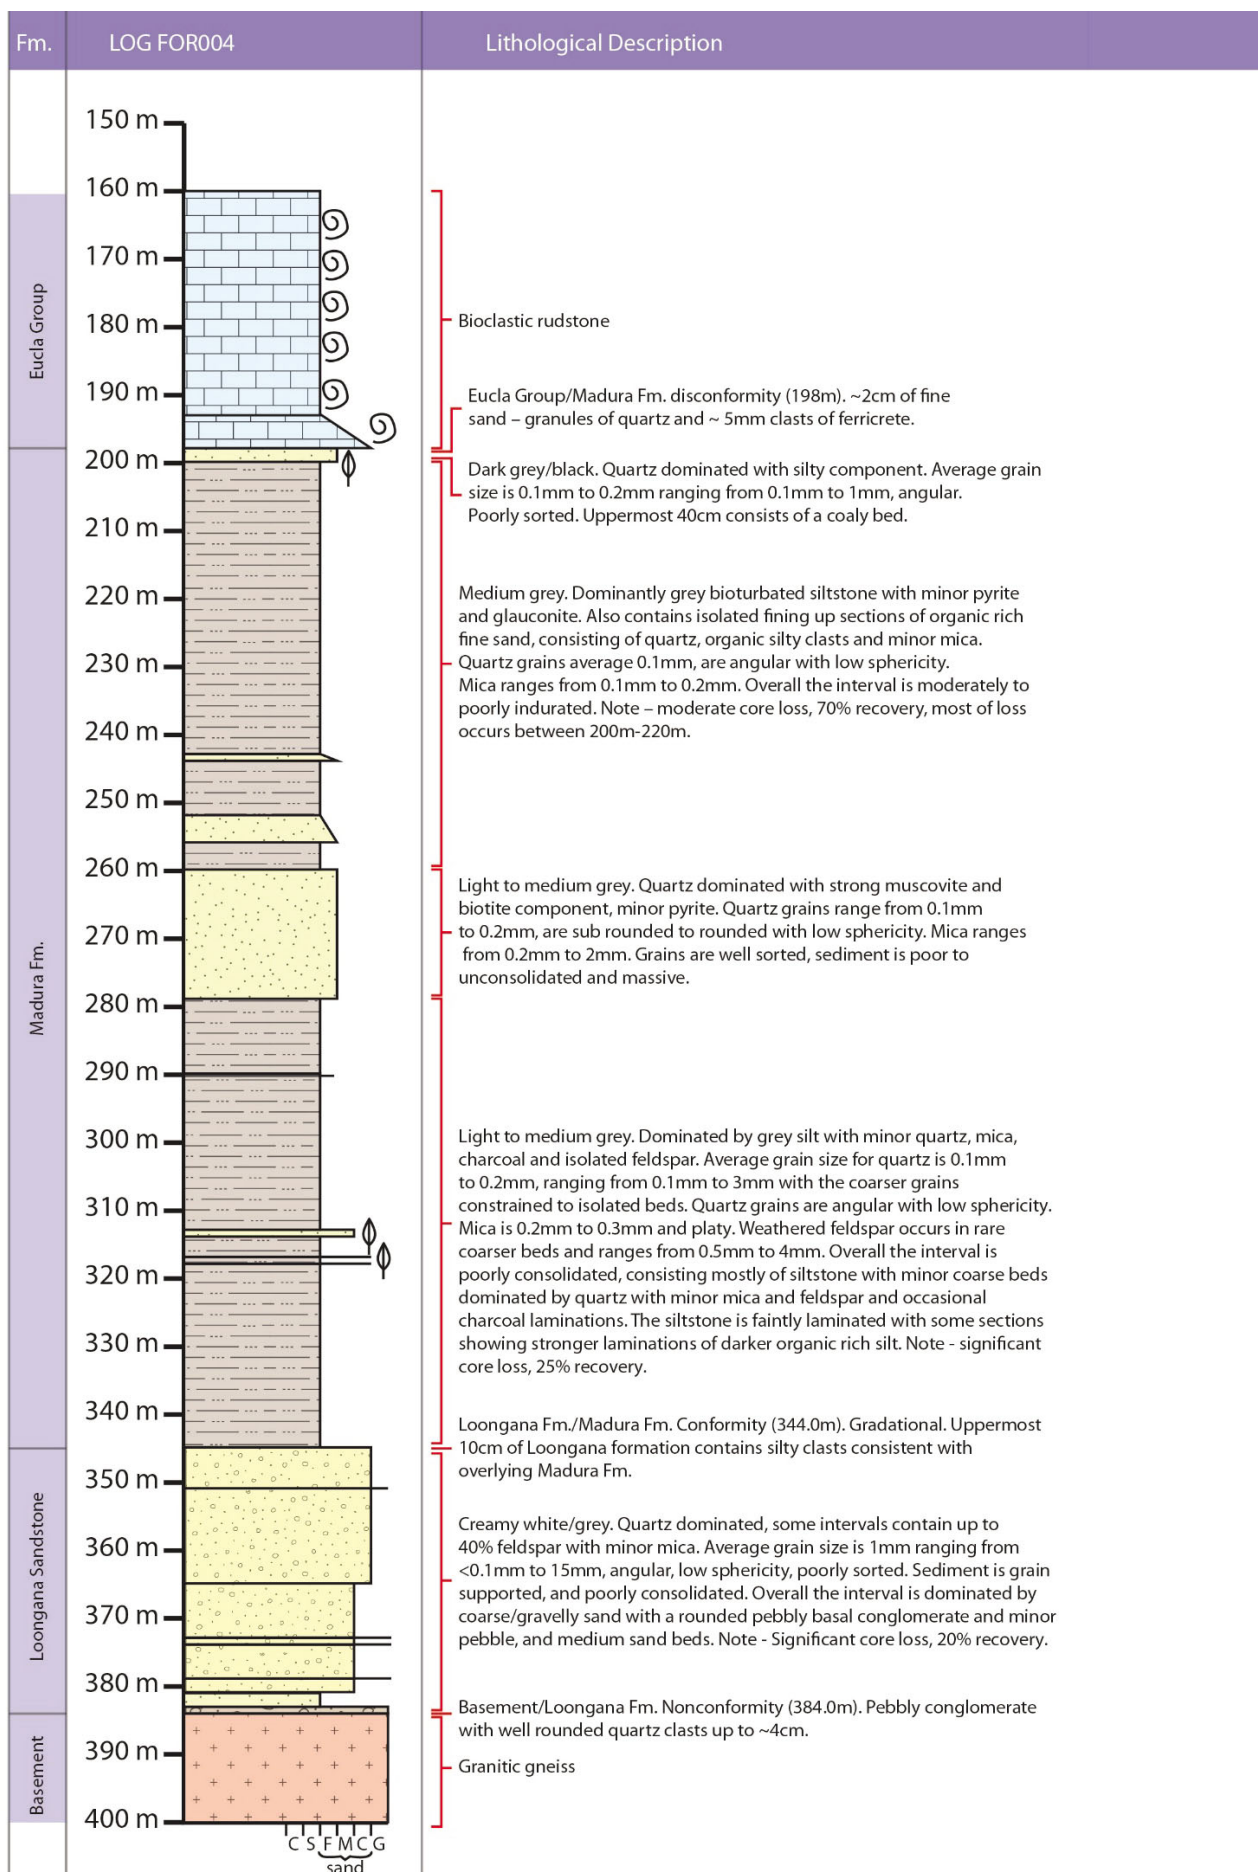 Fm.
LOG FOR004
Lithological Description
150 m
160 m
170 m
180 m
190 m
200 m
210 m
220 m
230 m
240 m
250 m
260 m
270 m
280 m
290 m
300 m
310 m
320 m
330 m
340 m
350 m
360 m
370 m
380 m
390 m
400 m
C S F M C G
sand
Eucla Group
Madura Fm.
Loongana Sandstone
Basement
Bioclastic rudstone
Eucla Group/Madura Fm. disconformity (198m). ~2cm of fine
sand – granules of quartz and ~ 5mm clasts of ferricrete.
Dark grey/black. Quartz dominated with silty component. Average grain
size is 0.1mm to 0.2mm ranging from 0.1mm to 1mm, angular.
Poorly sorted. Uppermost 40cm consists of a coaly bed.
Medium grey. Dominantly grey bioturbated siltstone with minor pyrite
and glauconite. Also contains isolated fining up sections of organic rich
fine sand, consisting of quartz, organic silty clasts and minor mica.
Quartz grains average 0.1mm, are angular with low sphericity.
Mica ranges from 0.1mm to 0.2mm. Overall the interval is moderately to
poorly indurated. Note – moderate core loss, 70% recovery, most of loss
occurs between 200m-220m.
Light to medium grey. Quartz dominated with strong muscovite and
biotite component, minor pyrite. Quartz grains range from 0.1mm
to 0.2mm, are sub rounded to rounded with low sphericity. Mica ranges
from 0.2mm to 2mm. Grains are well sorted, sediment is poor to
unconsolidated and massive.
Light to medium grey. Dominated by grey silt with minor quartz, mica,
charcoal and isolated feldspar. Average grain size for quartz is 0.1mm
to 0.2mm, ranging from 0.1mm to 3mm with the coarser grains
constrained to isolated beds. Quartz grains are angular with low sphericity.
Mica is 0.2mm to 0.3mm and platy. Weathered feldspar occurs in rare
coarser beds and ranges from 0.5mm to 4mm. Overall the interval is
poorly consolidated, consisting mostly of siltstone with minor coarse beds
dominated by quartz with minor mica and feldspar and occasional
charcoal laminations. The siltstone is faintly laminated with some sections
showing stronger laminations of darker organic rich silt. Note - significant
core loss, 25% recovery.
Loongana Fm./Madura Fm. Conformity (344.0m). Gradational. Uppermost
10cm of Loongana formation contains silty clasts consistent with
overlying Madura Fm.
Creamy white/grey. Quartz dominated, some intervals contain up to
40% feldspar with minor mica. Average grain size is 1mm ranging from
<0.1mm to 15mm, angular, low sphericity, poorly sorted. Sediment is grain
supported, and poorly consolidated. Overall the interval is dominated by
coarse/gravelly sand with a rounded pebbly basal conglomerate and minor
pebble, and medium sand beds. Note - Significant core loss, 20% recovery.
Basement/Loongana Fm. Nonconformity (384.0m). Pebbly conglomerate
with well rounded quartz clasts up to ~4cm.
Granitic gneiss